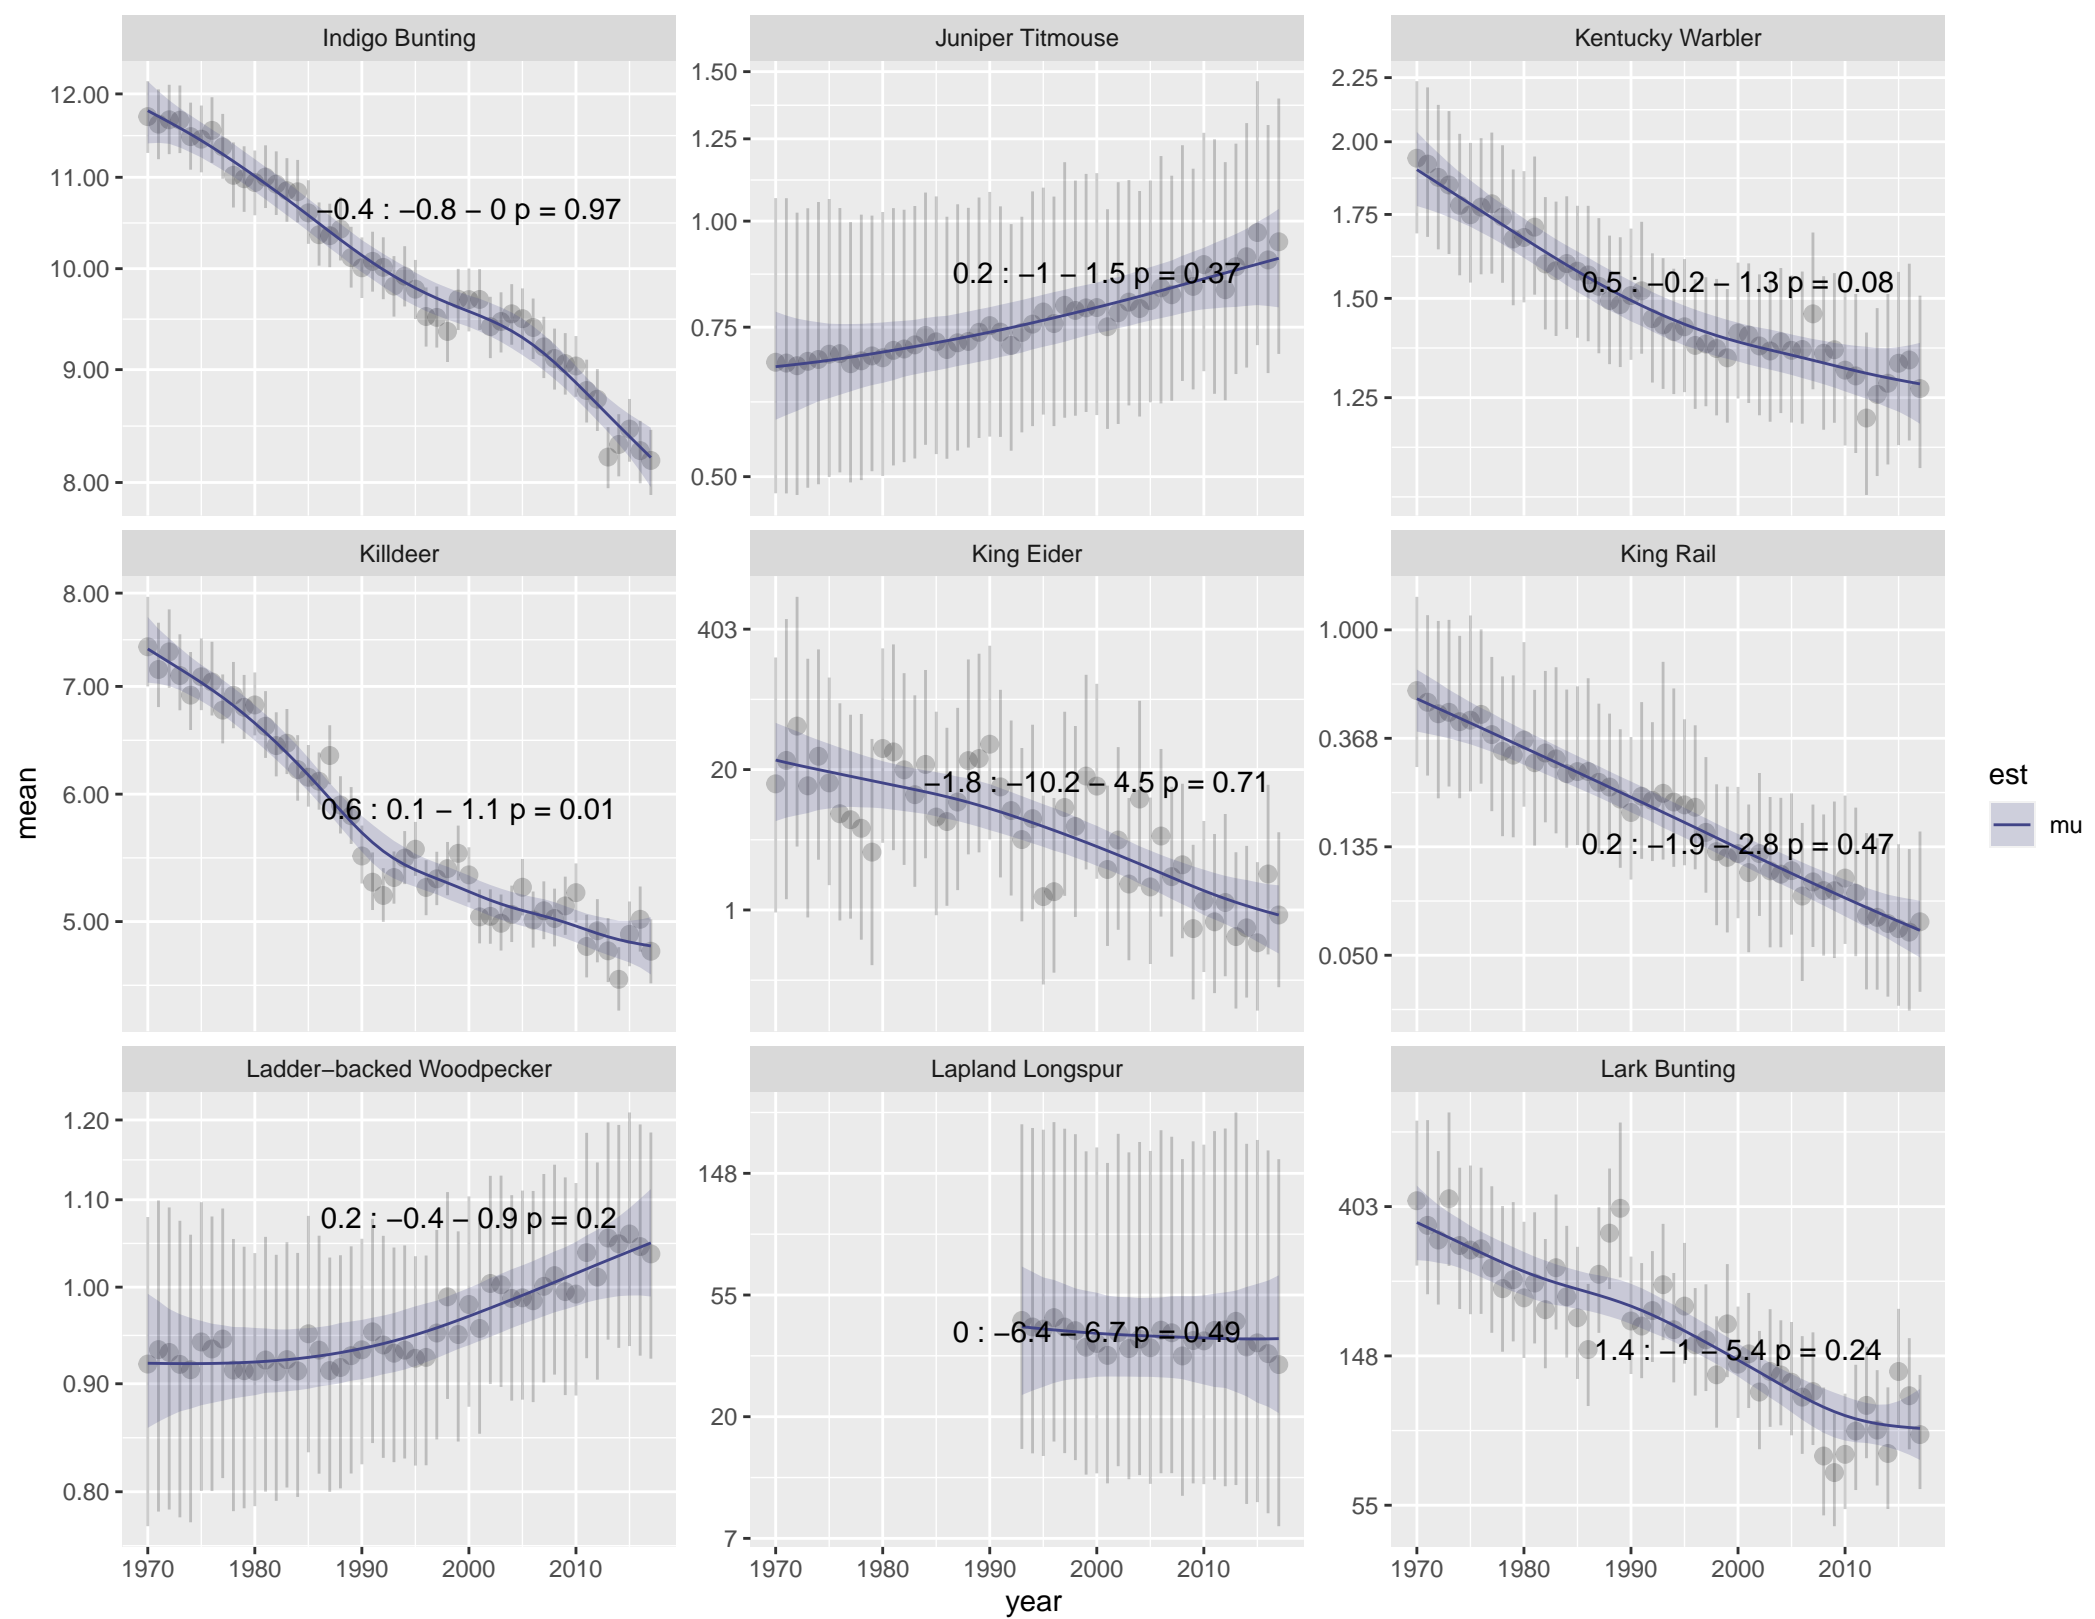 Indigo Bunting
Juniper Titmouse
Kentucky Warbler
12.00
11.00
10.00
9.00
8.00
−0.4 : −0.8 − 0 p = 0.97
1.50
1.25
1.00
0.75
0.50
0.2 : −1 − 1.5 p = 0.37
2.25
2.00
1.75
1.50
1.25
0.5 : −0.2 − 1.3 p = 0.08
Killdeer
King Eider
King Rail
8.00
7.00
6.00
5.00
0.6 : 0.1 − 1.1 p = 0.01
403
20
1
−1.8 : −10.2 − 4.5 p = 0.71
1.000
0.368
0.135
0.050
0.2 : −1.9 − 2.8 p = 0.47
mean
est
mu
Ladder−backed Woodpecker
Lapland Longspur
Lark Bunting
1.20
1.10
1.00
0.90
0.80
0.2 : −0.4 − 0.9 p = 0.2
148
55
20
7
0 : −6.4 − 6.7 p = 0.49
403
148
55
1.4 : −1 − 5.4 p = 0.24
1970 1980 1990 2000 2010
1970 1980 1990 2000 2010
1970 1980 1990 2000 2010
year